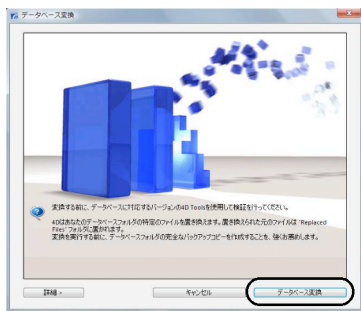 データベース変換
変換する前に、データベースに対応するバージョンの4D Toolsを使用して検証を行ってください。
4Dはあなたのデータベースフォルダの特定のファイルを置き換えます。置き換えられた元のファイルは "Replaced
Files" フォルダに置かれます。
変換を実行する前に、データベースフォルダの完全なバックアップコピーを作成することを、強くお薦めします。
詳細 »
キャンセル
データベース変換